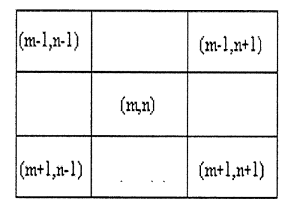 (m-1,n-1) (m-1,n+1)
(m,n)
(m+1,n-1) (m+1,n+1)